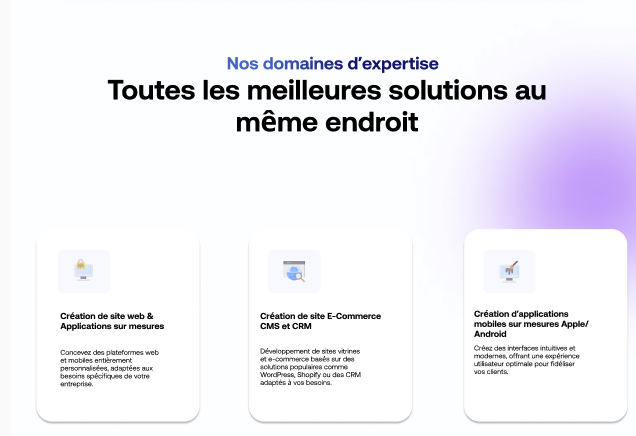 Nos domaines d'expertise
Toutes les meilleures solutions au
même endroit
Création de site web &
Applications sur mesures
Concevez des plateformes web
et mobiles entièrement
personnalisées, adaptées aux
besoins spécifiques de votre
entreprise.
Création de site E-Commerce
CMS et CRM
Développement de sites vitrines
et e-commerce basés sur des
solutions populaires comme
WordPress, Shopify ou des CRM
adaptés à vos besoins.
Création d'applications
mobiles sur mesures Apple/
Android
Créez des interfaces intuitives et
modernes, offrant une expérience
utilisateur optimale pour fidéliser
vos clients.